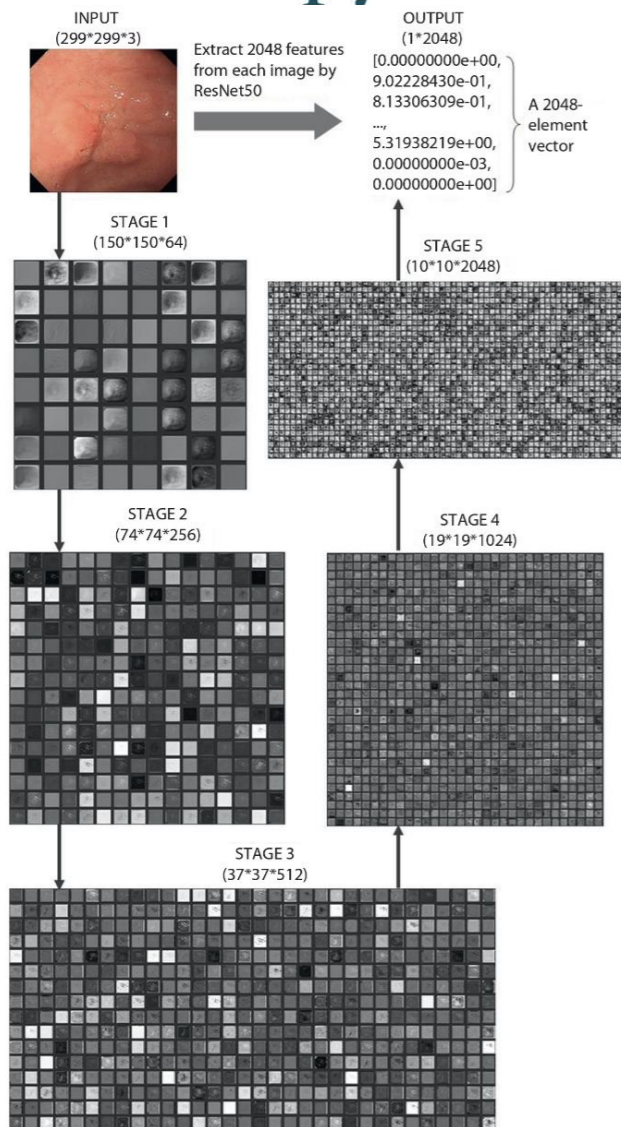 INPUT
(299*299*3)
Extract 2048 features
from each image by
ResNet50
OUTPUT
(1*2048)
[0.00000000e+00,
9.02228430e-01,
8.13306309e-01,
...,
5.31938219e+00,
0.00000000e-03,
0.00000000e+00]
A 2048-
element
vector
STAGE 1
(150*150*64)
STAGE 5
(10*10*2048)
STAGE 2
(74*74*256)
STAGE 4
(19*19*1024)
STAGE 3
(37*37*512)